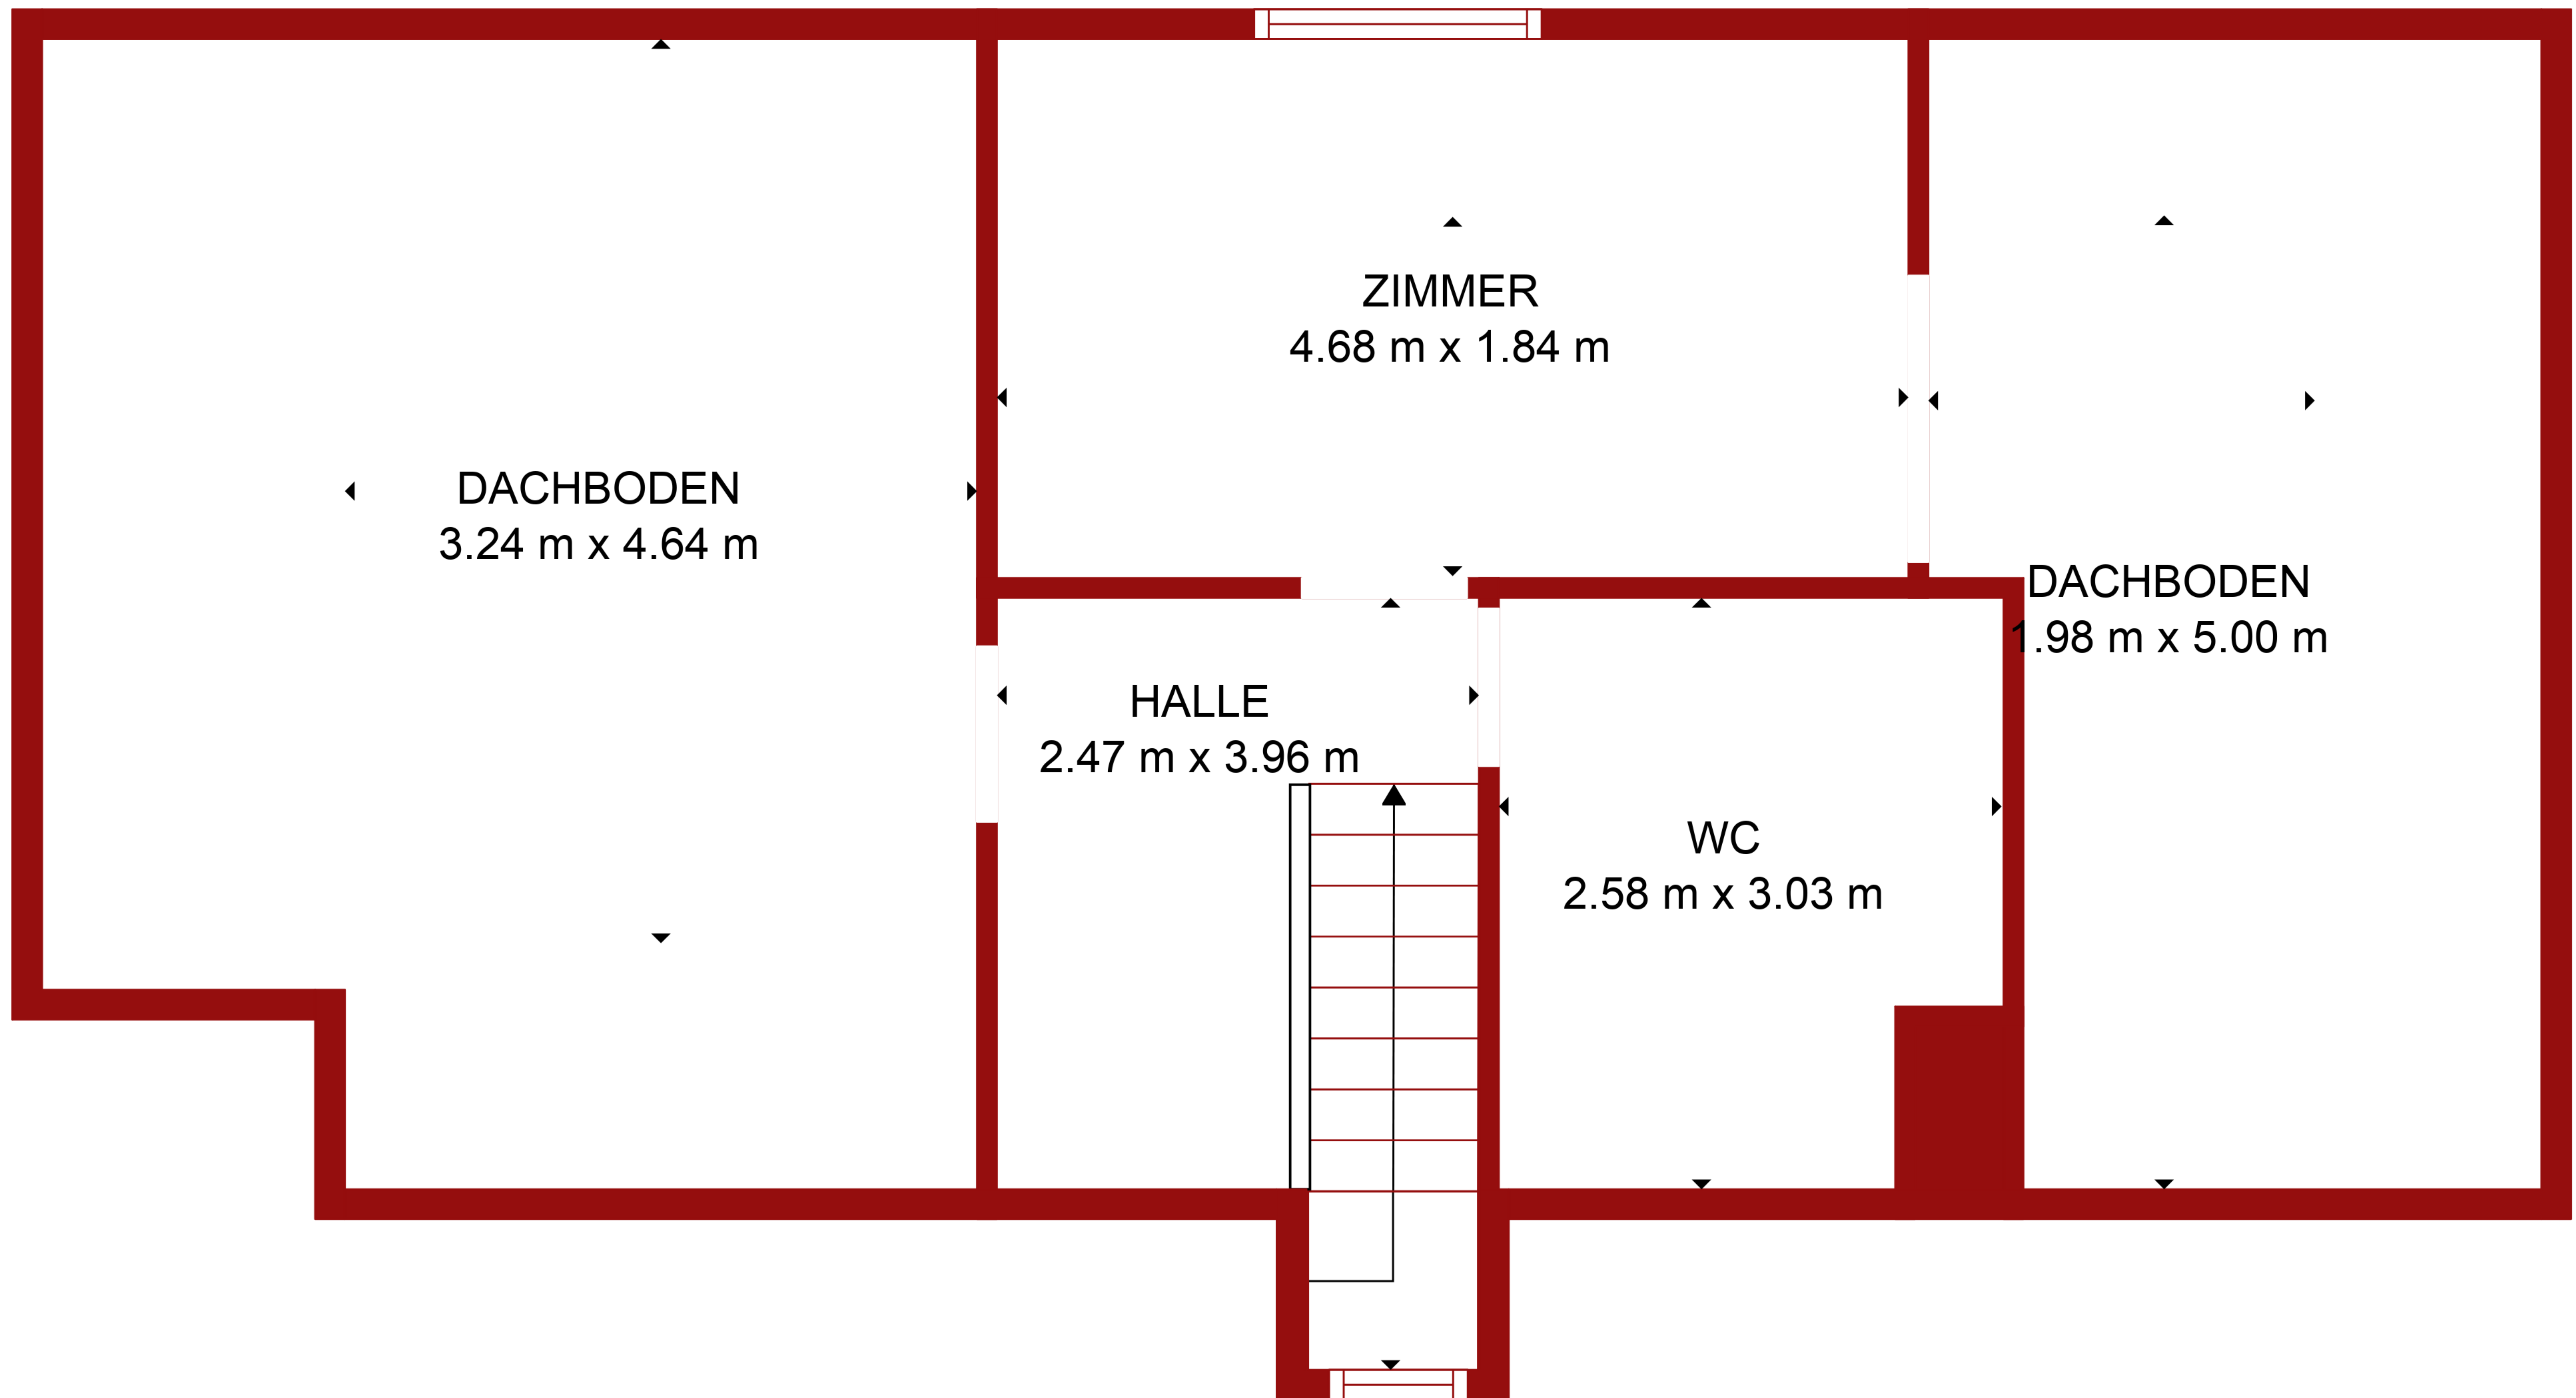 ZIMMER
4.68 m x 1.84 m
DACHBODEN
3.24 m x 4.64 m
DACHBODEN
1.98 m x 5.00 m
HALLE
2.47 m x 3.96 m
WC
2.58 m x 3.03 m